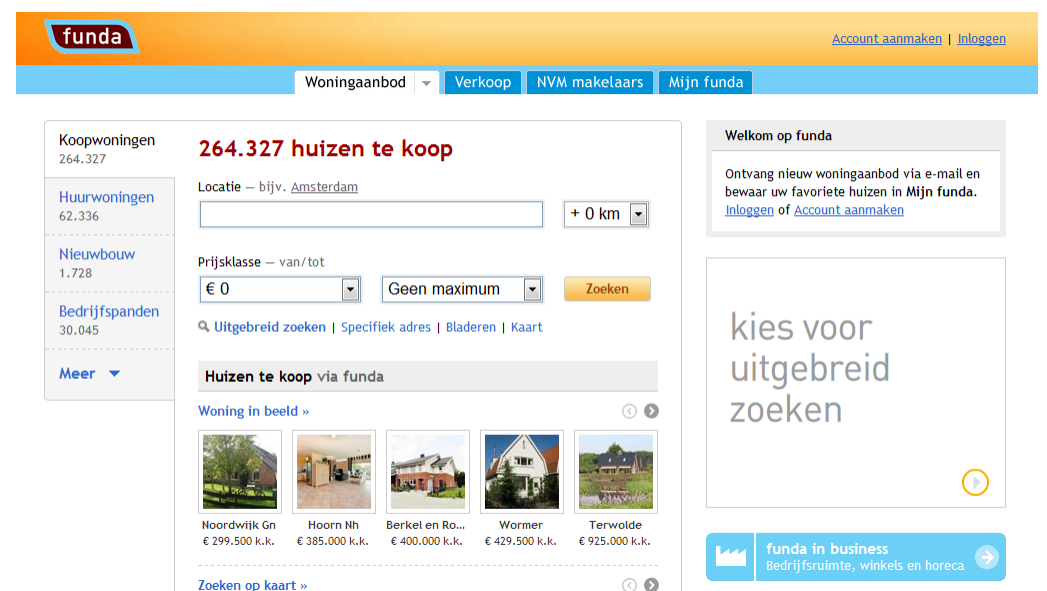 funda
Account aanmaken | Inloggen
Woningaanbod
Verkoop
NVM makelaars
Mijn funda
Koopwoningen
264.327
Huurwoningen
62.336
Nieuwbouw
1.728
Bedrijfspanden
30.045
Meer
264.327 huizen te koop
Locatie — bijv. Amsterdam
+ 0 km
Prijsklasse — van/tot
€ 0
Geen maximum
Zoeken
Uitgebreid zoeken | Specifiek adres | Bladeren | Kaart
Huizen te koop via funda
Woning in beeld »
Noordwijk Gn
€ 299.500 k.k.
Hoorn Nh
€ 385.000 k.k.
Berkel en Ro...
€ 400.000 k.k.
Wormer
€ 429.500 k.k.
Terwolde
€ 925.000 k.k.
Zoeken op kaart »
Welkom op funda
Ontvang nieuw woningaanbod via e-mail en
bewaar uw favoriete huizen in Mijn funda.
Inloggen of Account aanmaken
kies voor
uitgebreid
zoeken
funda in business
Bedrijfsruimte, winkels en horeca